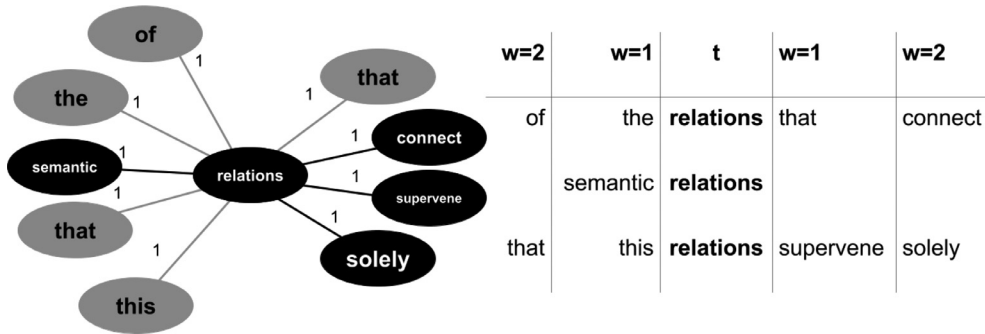 of
1
that
1
the
1
connect
1
semantic
1
relations
1
supervene
1
that
1
solely
1
this
w=2 w=1 t w=1 w=2
of the relations that connect
semantic relations
that this relations supervene solely